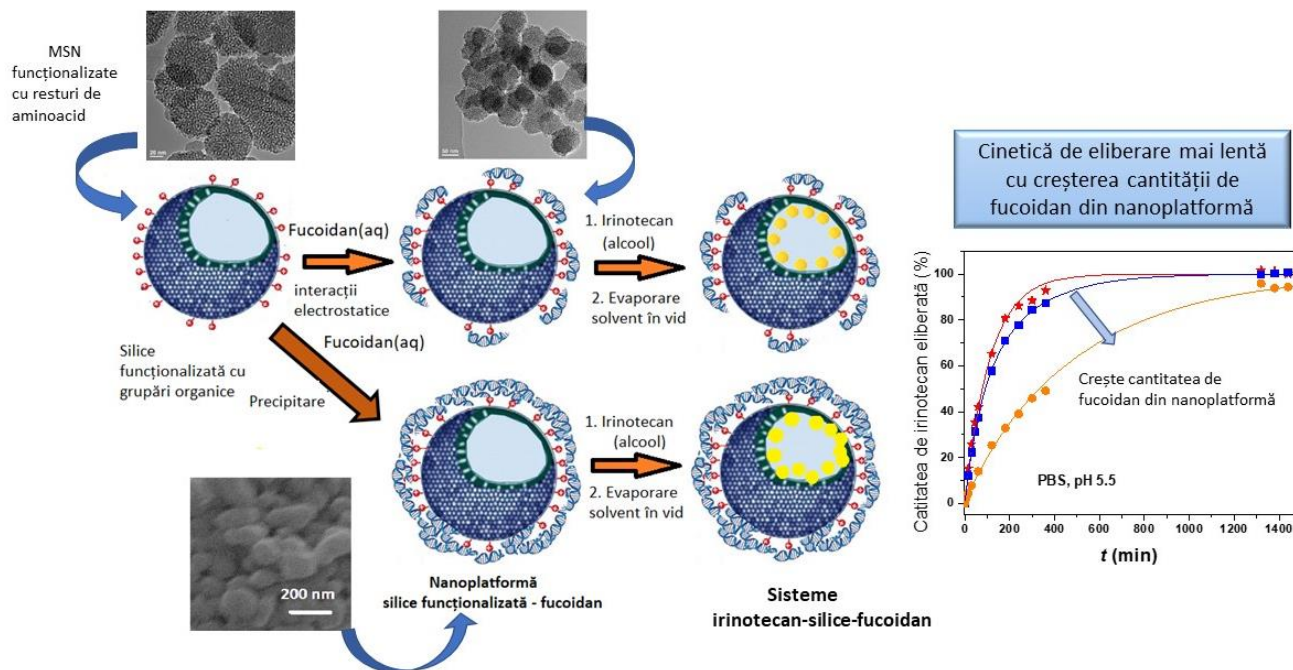 MSN
funcționalizate
cu resturi de
aminoacid
20 nm
50 nm
Fucoidan(aq)
interacții
electrostatice
1. Irinotecan
(alcool)
2. Evaporare
solvent în vid
Silice
funcționalizată cu
grupări organice
Fucoidan(aq)
Precipitare
1. Irinotecan
(alcool)
2. Evaporare
solvent în vid
200 nm
Nanoplatformă
silice funcționalizată - fucoidan
Sisteme
irinotecan-silice-fucoidan
Cinetică de eliberare mai lentă
cu creșterea cantității de
fucoidan din nanoplatformă
Catitatea de irinotecan eliberată (%)
100
80
60
40
20
0
Crește cantitatea de
fucoidan din nanoplatformă
PBS, pH 5.5
0 200 400 600 800 1000 1200 1400
t (min)